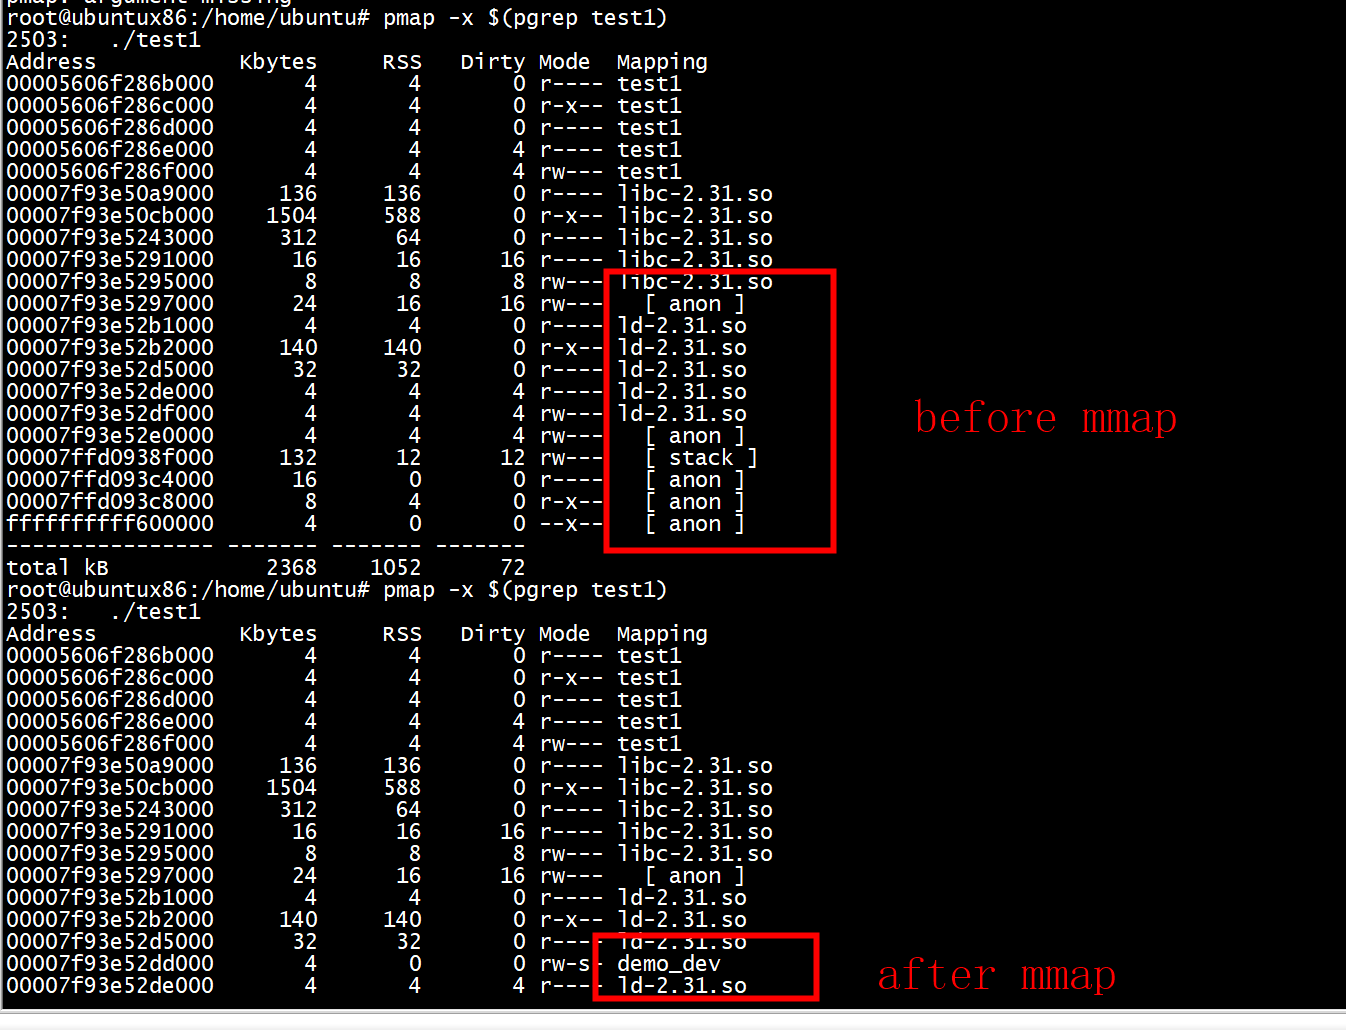 pmap: argument missing
root@ubuntux86:/home/ubuntu# pmap -x $(pgrep test1)
2503:   ./test1
Address           Kbytes     RSS   Dirty Mode  Mapping
00005606f286b000       4       4       0 r---- test1
00005606f286c000       4       4       0 r-x-- test1
00005606f286d000       4       4       0 r---- test1
00005606f286e000       4       4       4 r---- test1
00005606f286f000       4       4       4 rw--- test1
00007f93e50a9000     136     136       0 r---- libc-2.31.so
00007f93e50cb000    1504     588       0 r-x-- libc-2.31.so
00007f93e5243000     312      64       0 r---- libc-2.31.so
00007f93e5291000      16      16      16 r---- libc-2.31.so
00007f93e5295000       8       8       8 rw--- libc-2.31.so
00007f93e5297000      24      16      16 rw---   [ anon ]
00007f93e52b1000       4       4       0 r---- ld-2.31.so
00007f93e52b2000     140     140       0 r-x-- ld-2.31.so
00007f93e52d5000      32      32       0 r---- ld-2.31.so
00007f93e52de000       4       4       4 r---- ld-2.31.so
00007f93e52df000       4       4       4 rw--- ld-2.31.so
before mmap
00007f93e52e0000       4       4       4 rw---   [ anon ]
00007ffd0938f000     132      12      12 rw---   [ stack ]
00007ffd093c4000      16       0       0 r----   [ anon ]
00007ffd093c8000       8       4       0 r-x--   [ anon ]
ffffffffff600000       4       0       0 --x--   [ anon ]
---------------- ------- ------- -------
total kB            2368    1052      72
root@ubuntux86:/home/ubuntu# pmap -x $(pgrep test1)
2503:   ./test1
Address           Kbytes     RSS   Dirty Mode  Mapping
00005606f286b000       4       4       0 r---- test1
00005606f286c000       4       4       0 r-x-- test1
00005606f286d000       4       4       0 r---- test1
00005606f286e000       4       4       4 r---- test1
00005606f286f000       4       4       4 rw--- test1
00007f93e50a9000     136     136       0 r---- libc-2.31.so
00007f93e50cb000    1504     588       0 r-x-- libc-2.31.so
00007f93e5243000     312      64       0 r---- libc-2.31.so
00007f93e5291000      16      16      16 r---- libc-2.31.so
00007f93e5295000       8       8       8 rw--- libc-2.31.so
00007f93e5297000      24      16      16 rw---   [ anon ]
00007f93e52b1000       4       4       0 r---- ld-2.31.so
00007f93e52b2000     140     140       0 r-x-- ld-2.31.so
00007f93e52d5000      32      32       0 r---- ld-2.31.so
00007f93e52dd000       4       0       0 rw-s- demo_dev
after mmap
00007f93e52de000       4       4       4 r---- ld-2.31.so